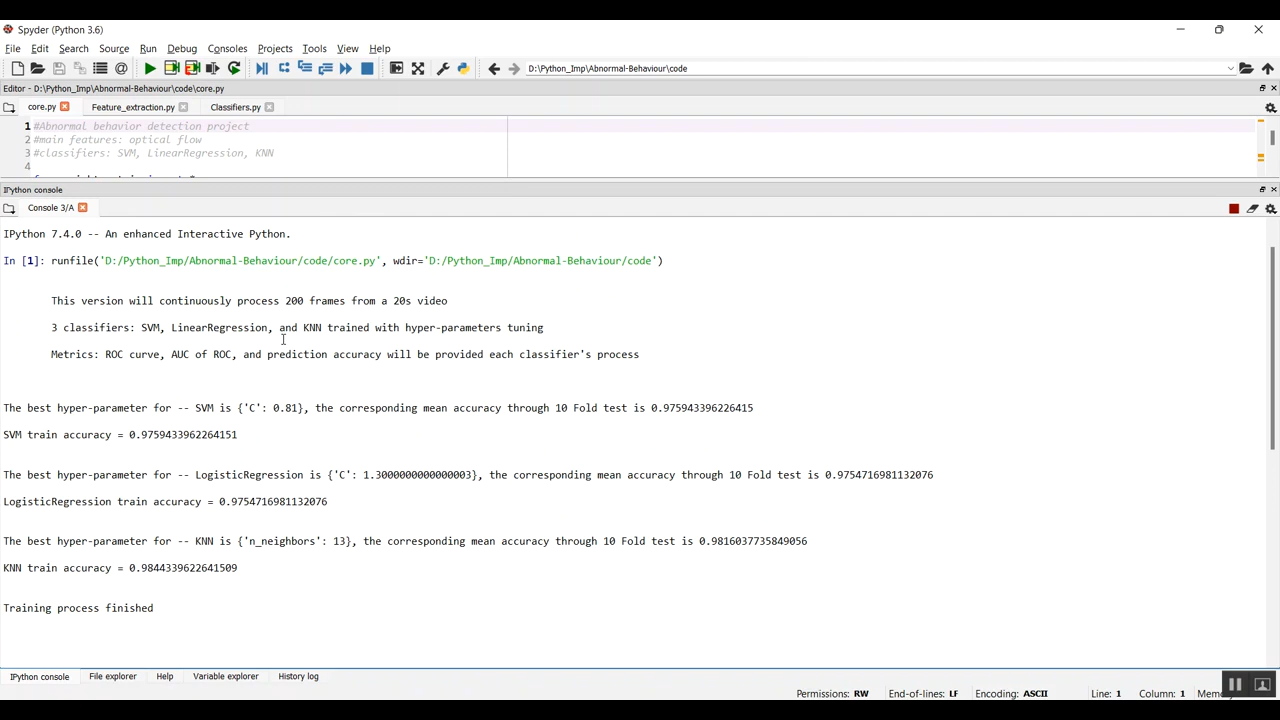 Spyder (Python 3.6)
File Edit Search Source Run Debug Consoles Projects Tools View Help
D:\Python_Imp\Abnormal-Behaviour\code
Editor - D:\Python_Imp\Abnormal-Behaviour\code\core.py
core.py Feature_extraction.py Classifiers.py
1 #Abnormal behavior detection project
2 #main features: optical flow
3 #classifiers: SVM, LinearRegression, KNN
4
IPython console
Console 3/A
IPython 7.4.0 -- An enhanced Interactive Python.
In [1]: runfile('D:/Python_Imp/Abnormal-Behaviour/code/core.py', wdir='D:/Python_Imp/Abnormal-Behaviour/code')
This version will continuously process 200 frames from a 20s video
3 classifiers: SVM, LinearRegression, and KNN trained with hyper-parameters tuning
Metrics: ROC curve, AUC of ROC, and prediction accuracy will be provided each classifier's process
The best hyper-parameter for -- SVM is {'C': 0.81}, the corresponding mean accuracy through 10 Fold test is 0.975943396226415
SVM train accuracy = 0.9759433962264151
The best hyper-parameter for -- LogisticRegression is {'C': 1.3000000000000003}, the corresponding mean accuracy through 10 Fold test is 0.9754716981132076
LogisticRegression train accuracy = 0.9754716981132076
The best hyper-parameter for -- KNN is {'n_neighbors': 13}, the corresponding mean accuracy through 10 Fold test is 0.9816037735849056
KNN train accuracy = 0.9844339622641509
Training process finished
IPython console File explorer Help Variable explorer History log
Permissions: RW End-of-lines: LF Encoding: ASCII Line: 1 Column: 1